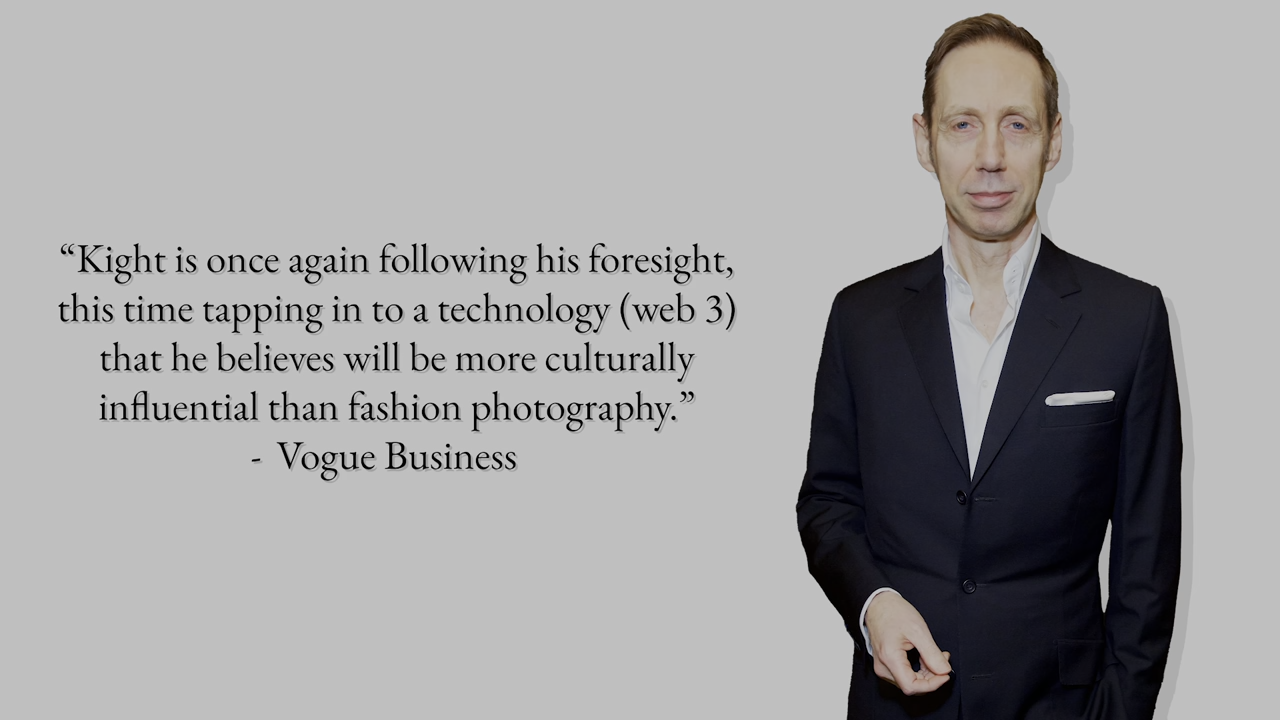 “Kight is once again following his foresight,
this time tapping in to a technology (web 3)
that he believes will be more culturally
influential than fashion photography.”
- Vogue Business